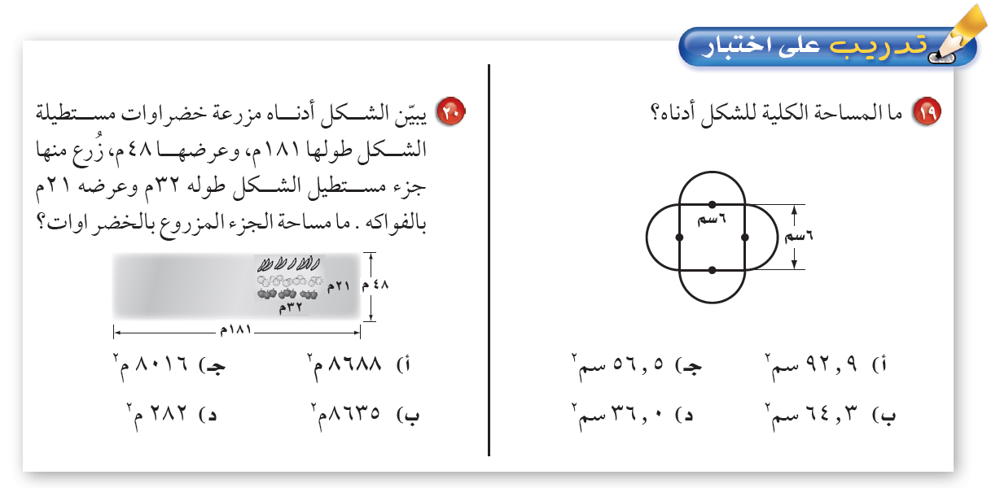 تدريب على اختبار
١٩ ما المساحة الكلية للشكل أدناه؟
٦سم
٦سم
أ) ٩٢,٩ سم٢
ب) ٦٤,٣ سم٢
جـ) ٥٦,٥ سم٢
د) ٣٦,٠ سم٢
٢٠ يبيّن الشكل أدناه مزرعة خضراوات مستطيلة
الشكل طولها ١٨١م، وعرضها ٤٨م، زُرع منها
جزء مستطيل الشكل طوله ٣٢م وعرضه ٢١م
بالفواكه . ما مساحة الجزء المزروع بالخضراوات؟
٢١م
٤٨ م
٣٢م
١٨١م
أ) ٨٦٨٨ م٢
ب) ٨٦٣٥م٢
جـ) ٨٠١٦ م٢
د) ٢٨٢ م٢